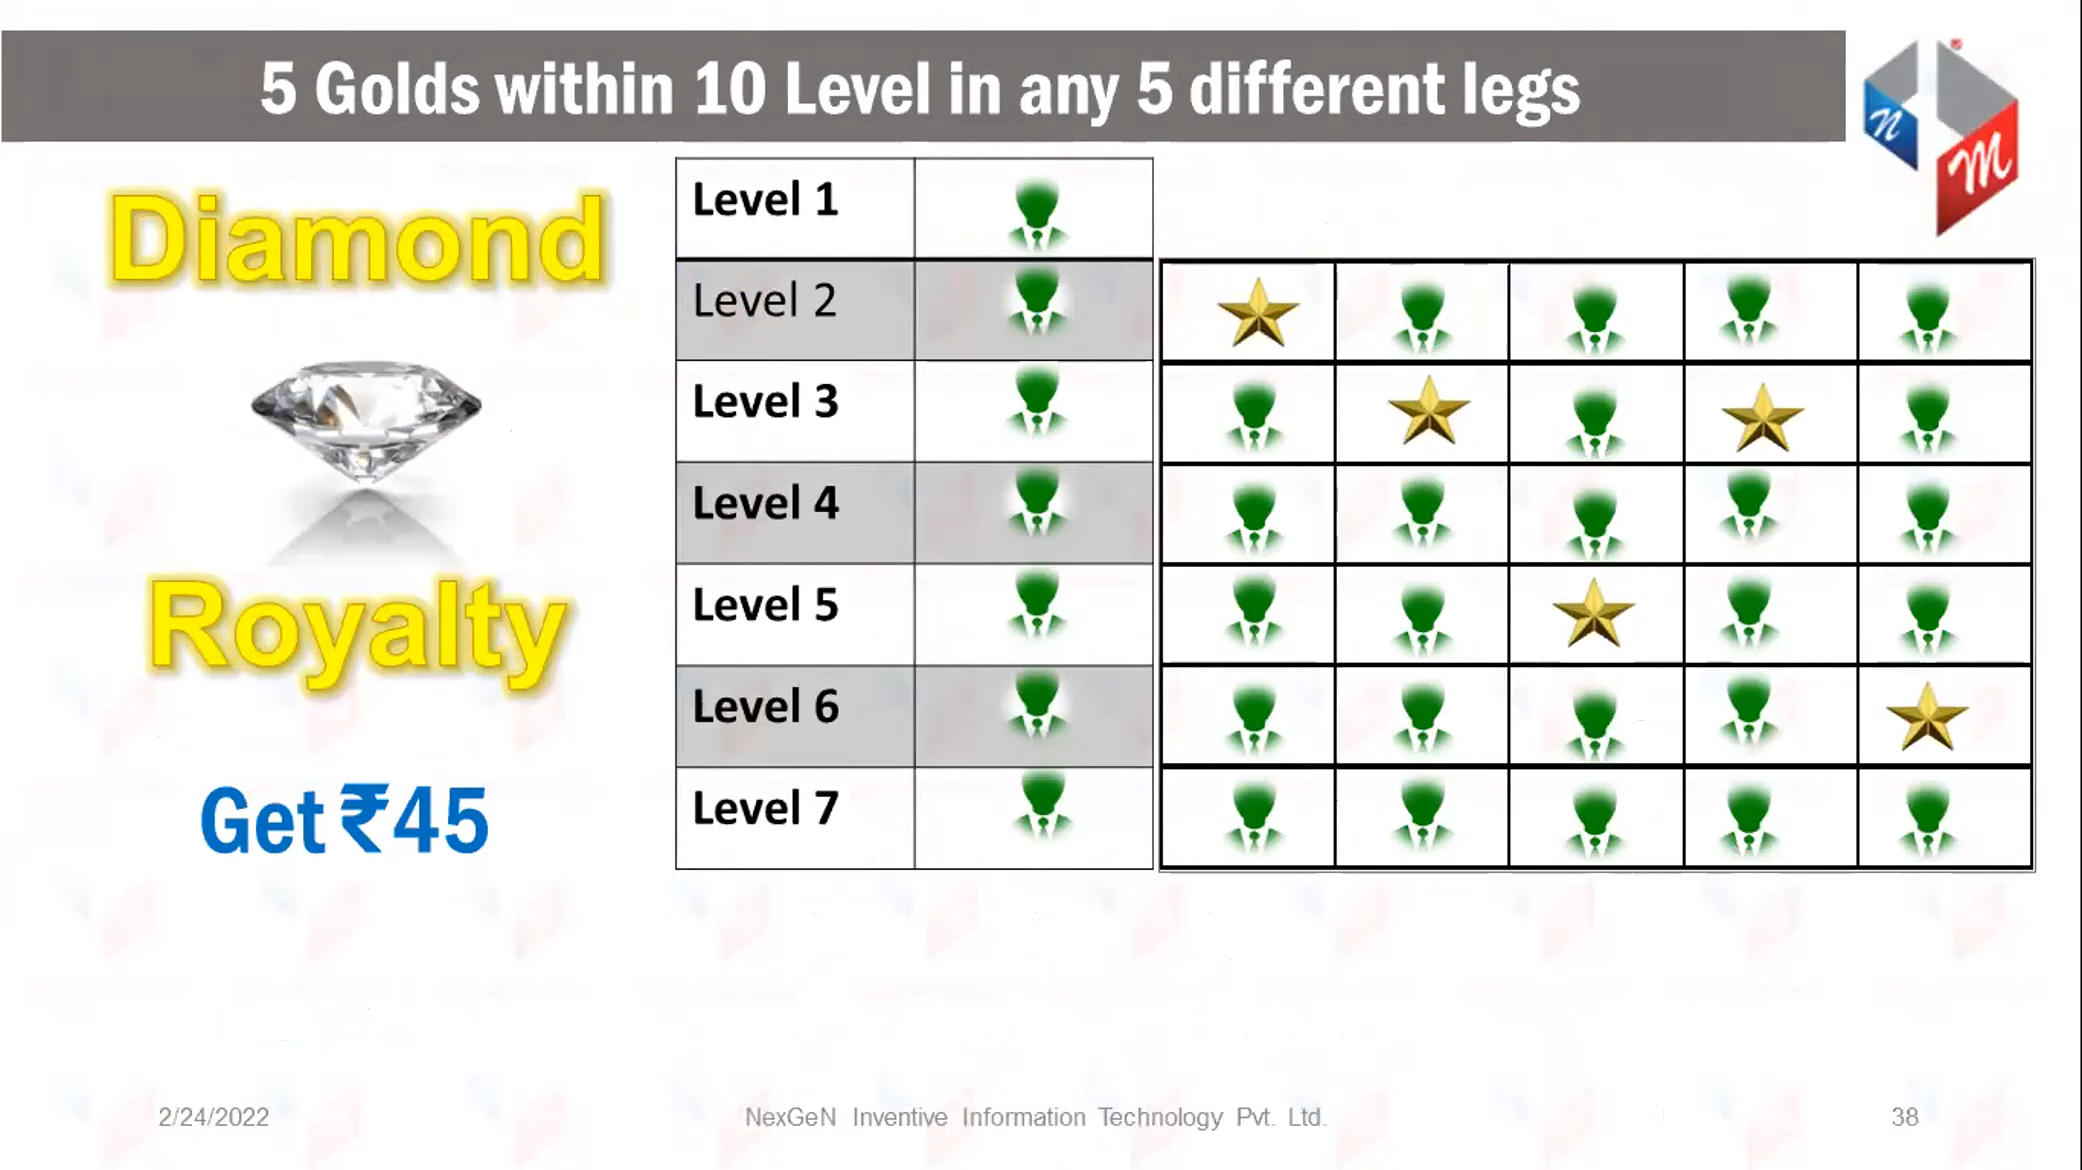 5 Golds within 10 Level in any 5 different legs
n
m
®
Diamond
Royalty
Get ₹45
Level 1
Level 2
Level 3
Level 4
Level 5
Level 6
Level 7
2/24/2022
NexGeN Inventive Information Technology Pvt. Ltd.
38